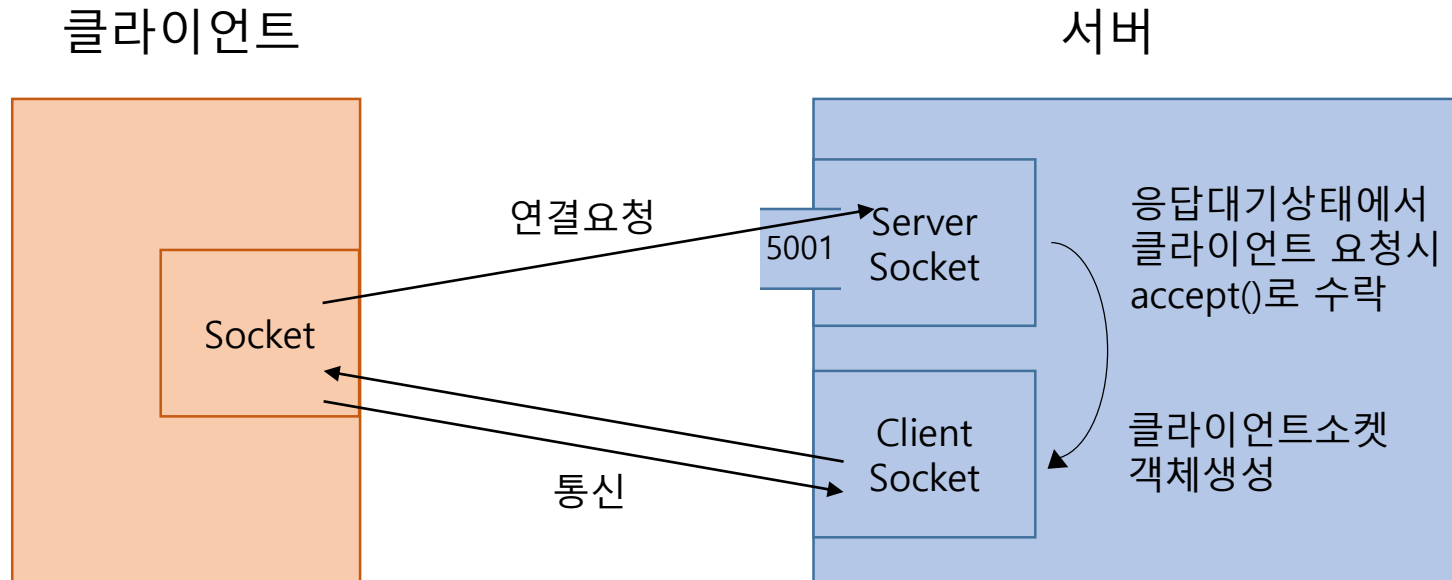 클라이언트
서버
연결요청
5001
Server
Socket
응답대기상태에서
클라이언트 요청시
accept()로 수락
Socket
Client
Socket
클라이언트소켓
객체생성
통신